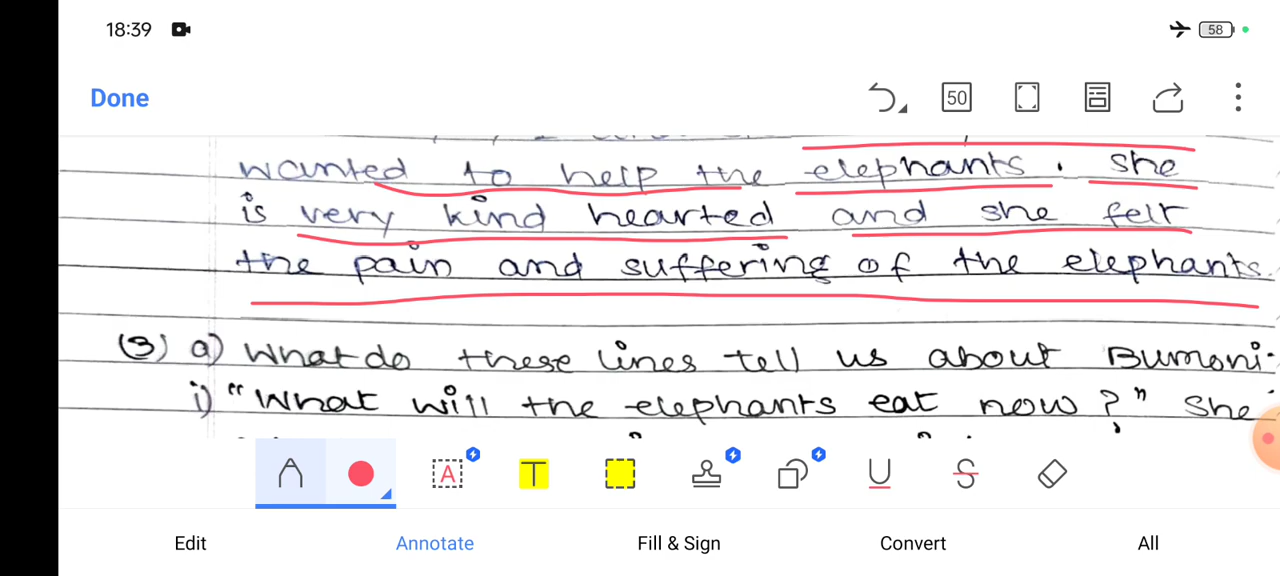 18:39
58
Done
50
wanted to help the elephants. She
is very kind hearted and she felt
the pain and suffering of the elephants.
(3) a) What do these lines tell us about Bumoni:
i) "What will the elephants eat now?" She
A
T
U
S
Edit
Annotate
Fill & Sign
Convert
All